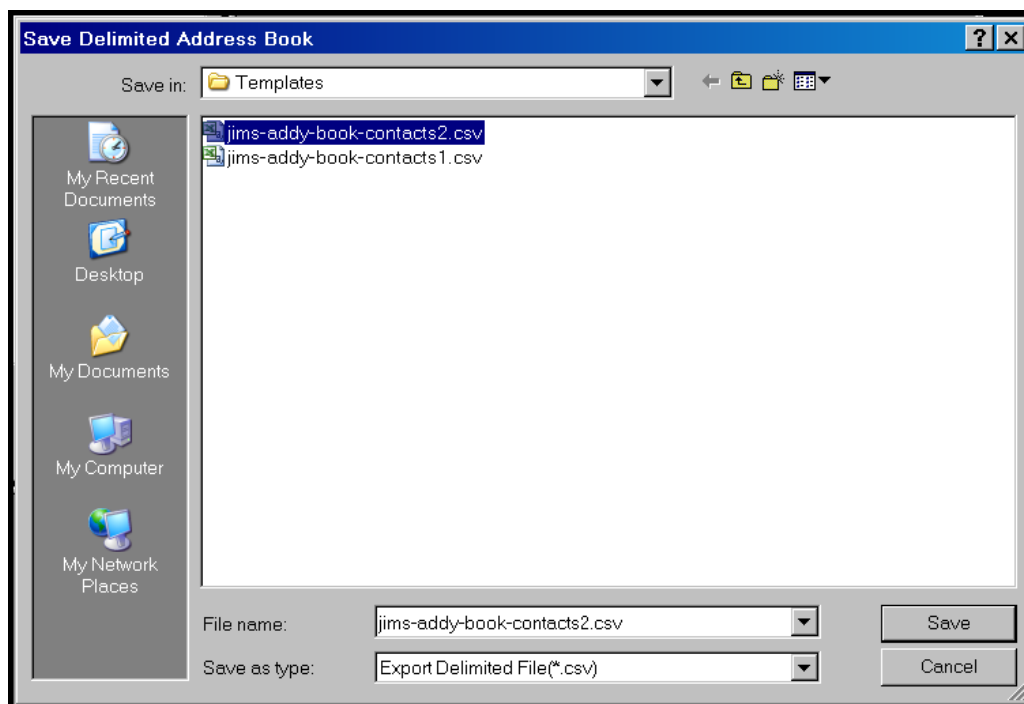 Save Delimited Address Book
Save in:
Templates
jims-addy-book-contacts2.csv
jims-addy-book-contacts1.csv
My Recent
Documents
Desktop
My Documents
My Computer
My Network
Places
File name:
jims-addy-book-contacts2.csv
Save
Save as type:
Export Delimited File(*.csv)
Cancel